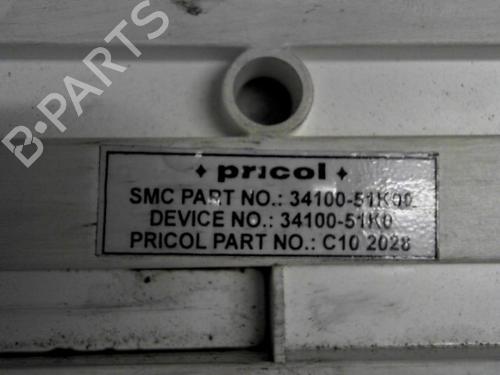 B-PARTS
pricol
SMC PART NO.: 34100-51K00
DEVICE NO.: 34100-51K0
PRICOL PART NO.: C10 2028